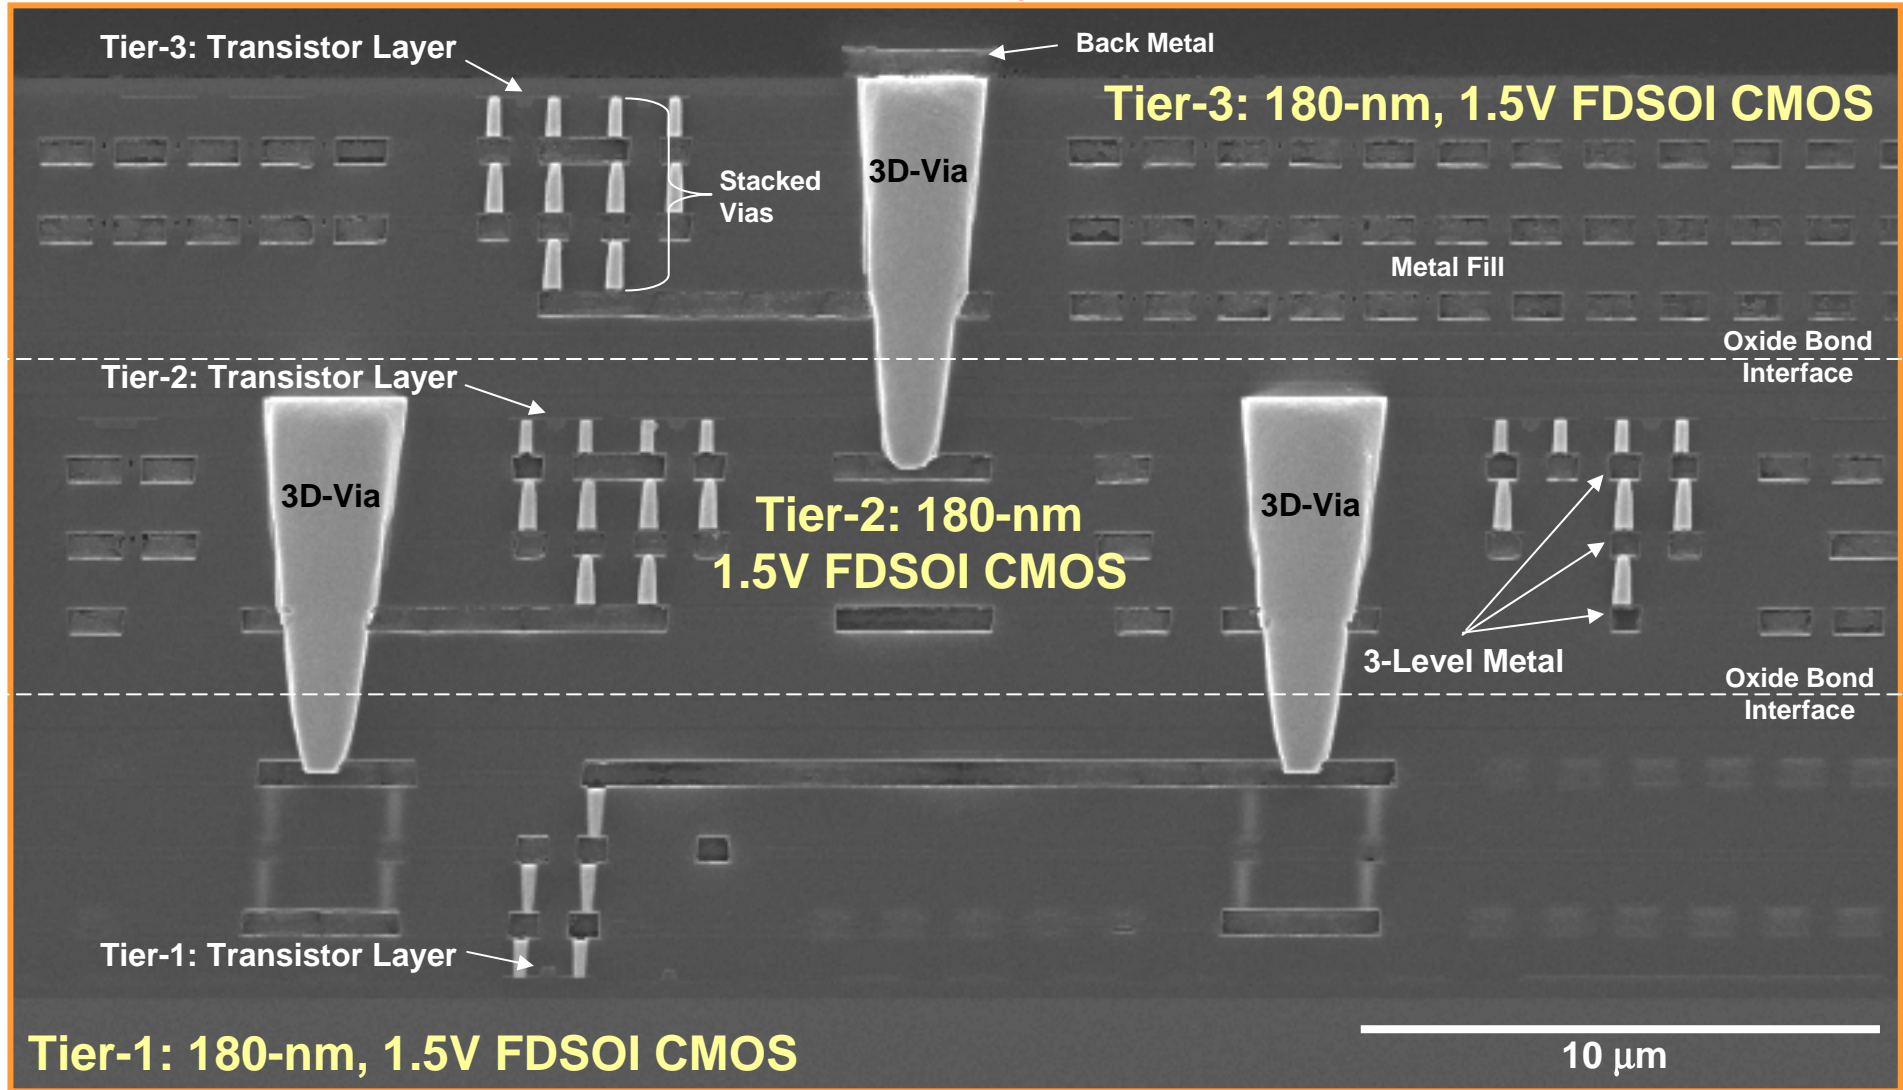 Tier-3: Transistor Layer
Back Metal
Tier-3: 180-nm, 1.5V FDSOI CMOS
3D-Via
Stacked
Vias
Metal Fill
Oxide Bond
Interface
Tier-2: Transistor Layer
3D-Via
Tier-2: 180-nm
1.5V FDSOI CMOS
3D-Via
3-Level Metal
Oxide Bond
Interface
Tier-1: Transistor Layer
Tier-1: 180-nm, 1.5V FDSOI CMOS
10 μm